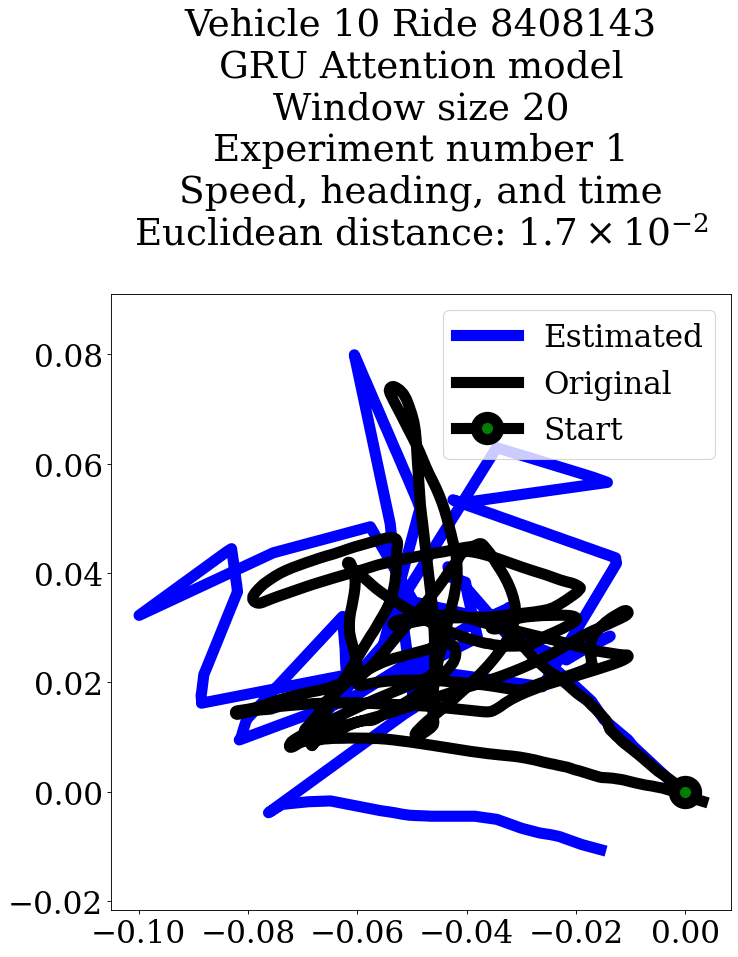 Vehicle 10 Ride 8408143
GRU Attention model
Window size 20
Experiment number 1
Speed, heading, and time
Euclidean distance: 1.7 × 10⁻²
Estimated
Original
Start
0.08
0.06
0.04
0.02
0.00
−0.02
−0.10 −0.08 −0.06 −0.04 −0.02 0.00